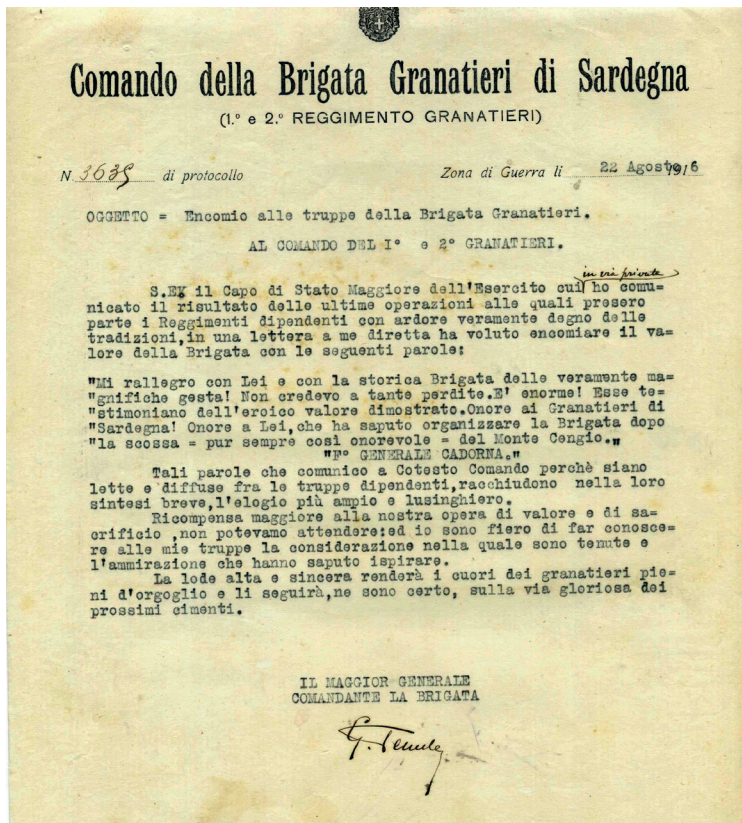 Comando della Brigata Granatieri di Sardegna
(1.º e 2.º REGGIMENTO GRANATIERI)
N. 3635 di protocollo Zona di Guerra li 22 Agosto 1916
OGGETTO = Encomio alle truppe della Brigata Granatieri.
AL COMANDO DEL I° e 2° GRANATIERI.
in via privata
S.EX il Capo di Stato Maggiore dell'Esercito cui ho comu=
nicato il risultato delle ultime operazioni alle quali presero
parte i Reggimenti dipendenti con ardore veramente degno delle
tradizioni,in una lettera a me diretta ha voluto encomiare il va=
lore della Brigata con le seguenti parole:
"Mi rallegro con Lei e con la storica Brigata delle veramente ma=
"gnifiche gesta! Non credevo a tante perdite.E' enorme! Esse te=
"stimoniano dell'eroico valore dimostrato.Onore ai Granatieri di
"Sardegna! Onore a Lei,che ha saputo organizzare la Brigata dopo
"la scossa = pur sempre così onorevole = del Monte Cengio.„
"F° GENERALE CADORNA."
Tali parole che comunico a Cotesto Comando perchè siano
lette e diffuse fra le truppe dipendenti,racchiudono nella loro
sintesi breve,l'elogio più ampio e lusinghiero.
Ricompensa maggiore alla nostra opera di valore e di sa=
crificio ,non potevamo attendere:ed io sono fiero di far conosce=
re alle mie truppe la considerazione nella quale sono tenute e
l'ammirazione che hanno saputo ispirare.
La lode alta e sincera renderà i cuori dei granatieri pie=
ni d'orgoglio e li seguirà,ne sono certo, sulla via gloriosa dei
prossimi cimenti.
IL MAGGIOR GENERALE
COMANDANTE LA BRIGATA